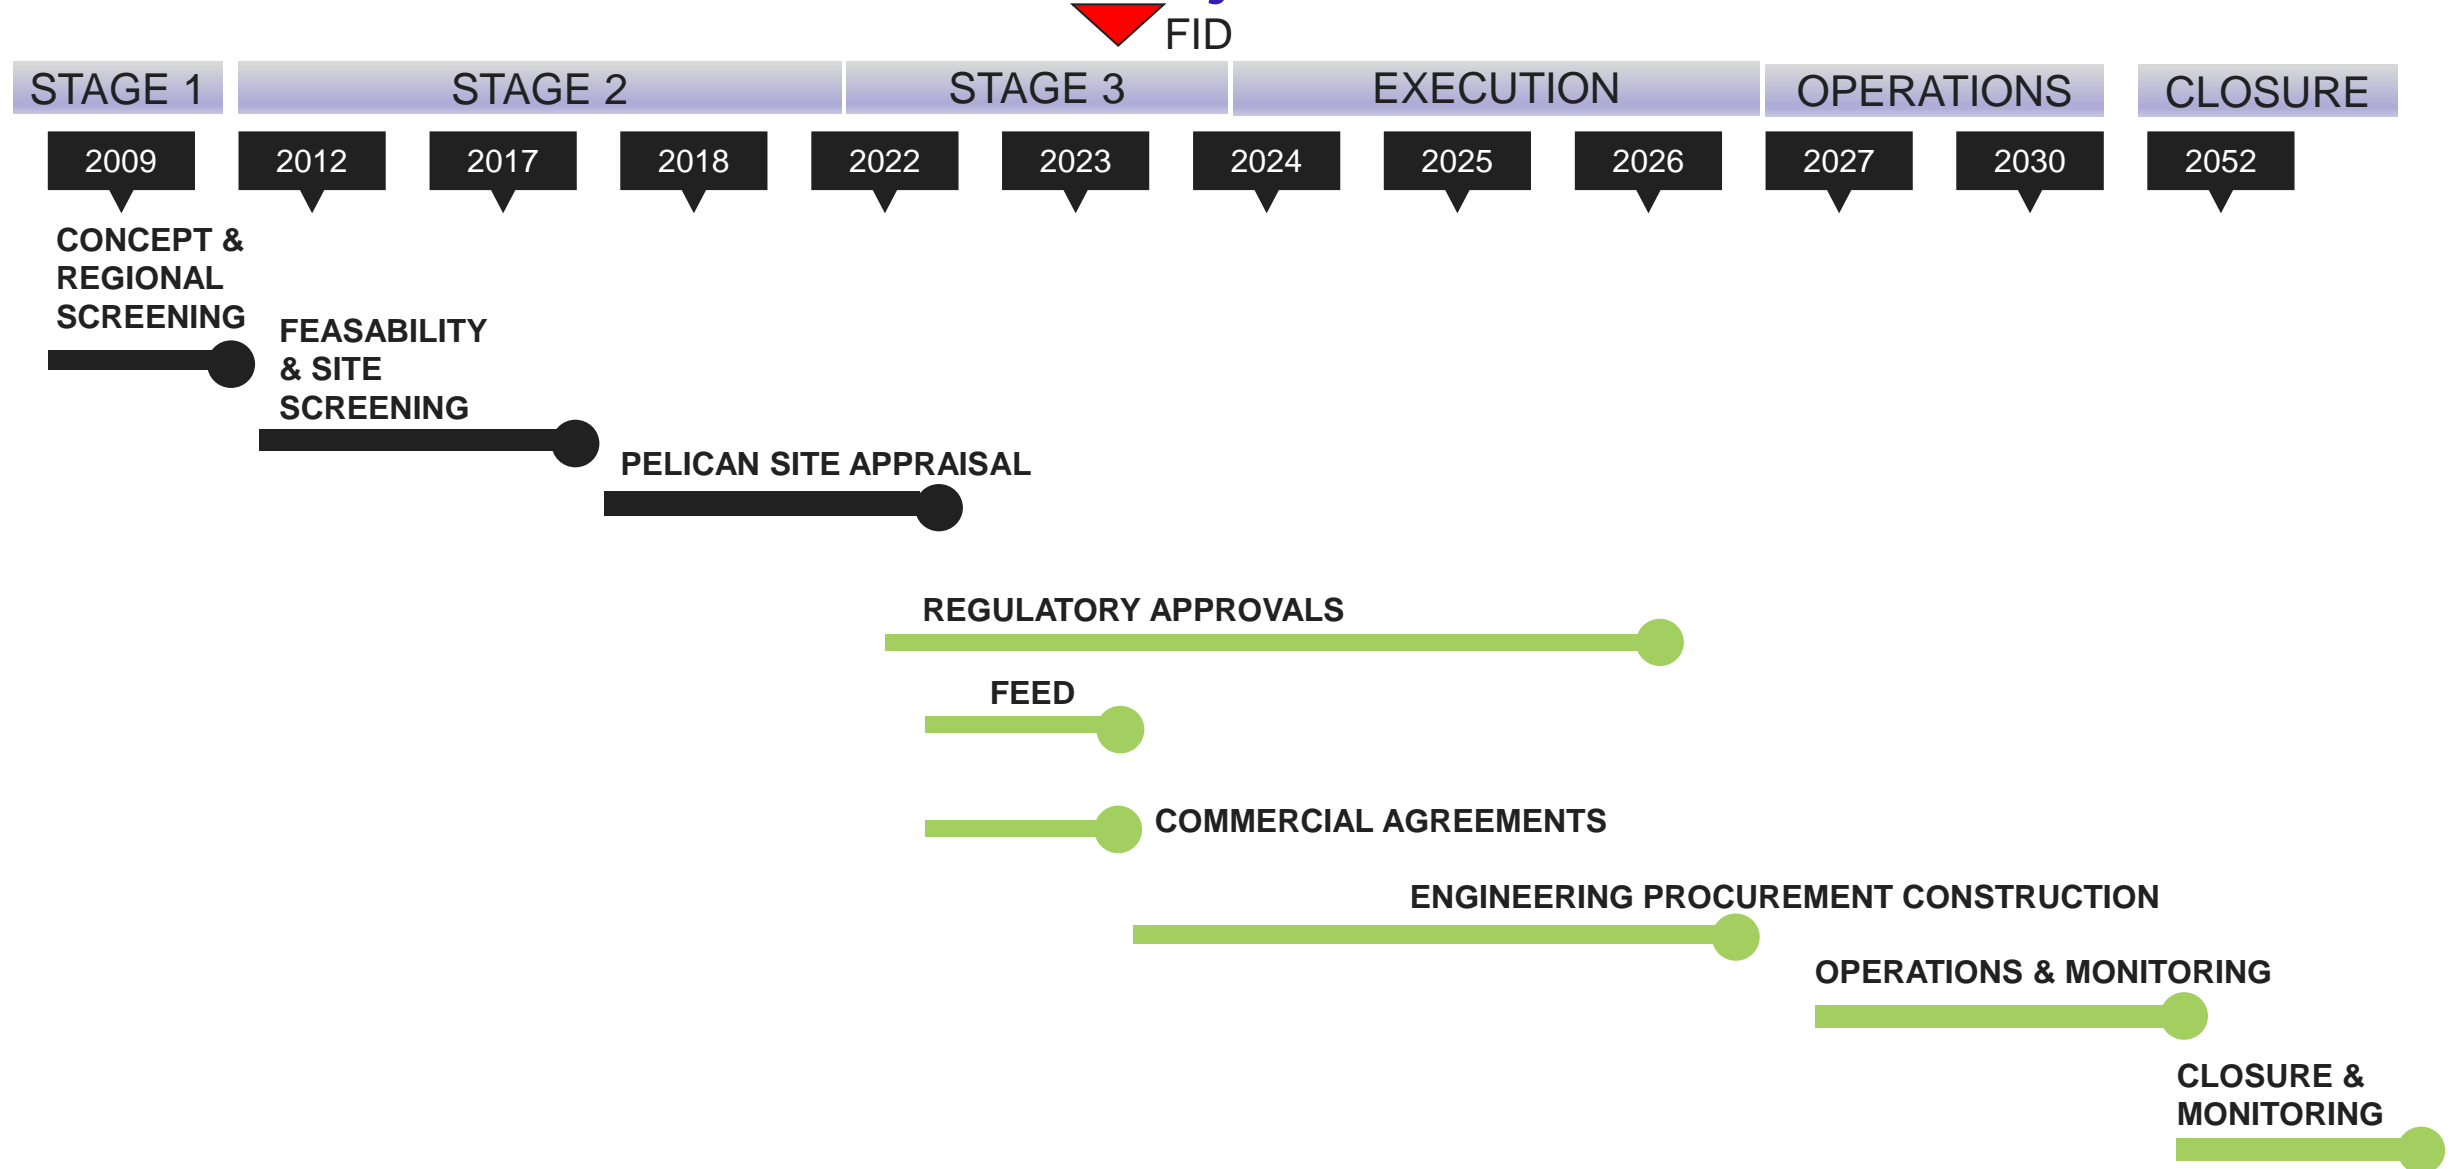 FID
STAGE 1
STAGE 2
STAGE 3
EXECUTION
OPERATIONS
CLOSURE
2009
2012
2017
2018
2022
2023
2024
2025
2026
2027
2030
2052
CONCEPT &
REGIONAL
SCREENING
FEASABILITY
& SITE
SCREENING
PELICAN SITE APPRAISAL
REGULATORY APPROVALS
FEED
COMMERCIAL AGREEMENTS
ENGINEERING PROCUREMENT CONSTRUCTION
OPERATIONS & MONITORING
CLOSURE &
MONITORING